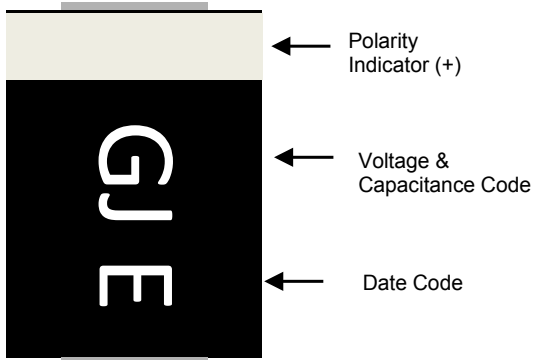 Polarity
Indicator (+)
GJ E
Voltage &
Capacitance Code
Date Code